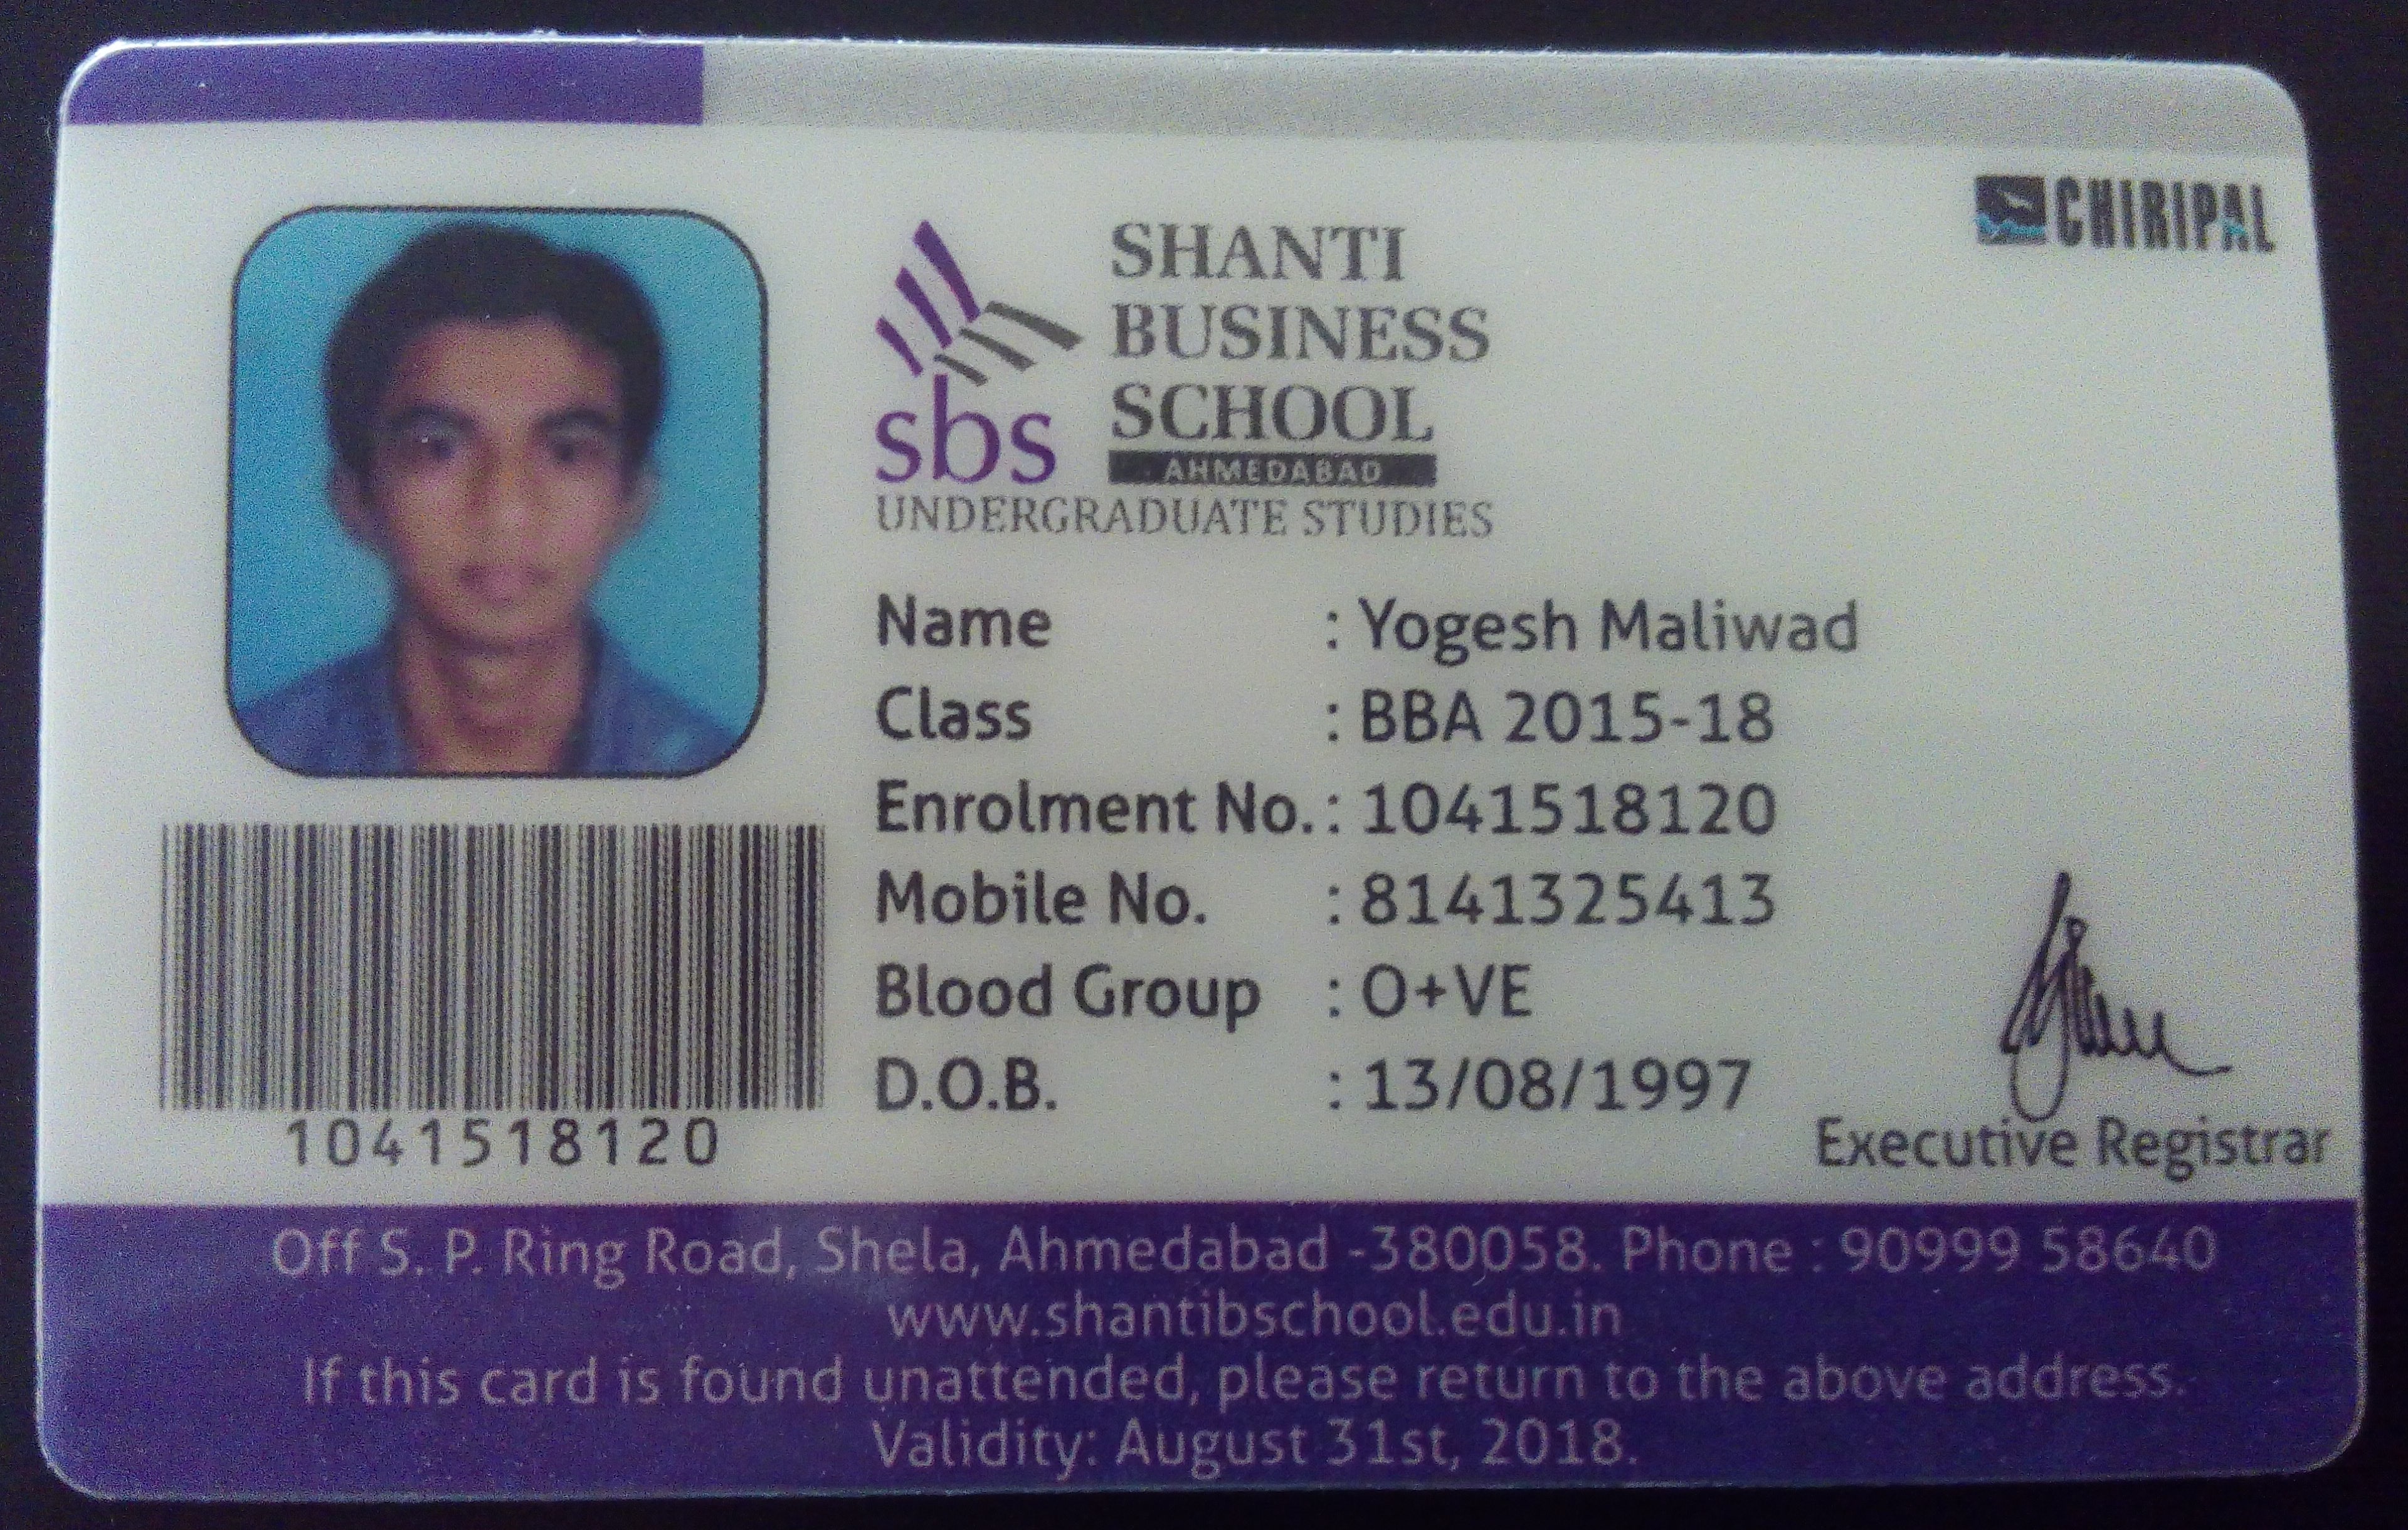 CHIRIPAL
SHANTI
BUSINESS
SCHOOL
sbs
AHMEDABAD
UNDERGRADUATE STUDIES
Name : Yogesh Maliwad
Class : BBA 2015-18
Enrolment No. : 1041518120
Mobile No. : 8141325413
Blood Group : O+VE
D.O.B. : 13/08/1997
1041518120
Executive Registrar
Off S. P. Ring Road, Shela, Ahmedabad -380058. Phone : 90999 58640
www.shantibschool.edu.in
If this card is found unattended, please return to the above address.
Validity: August 31st, 2018.